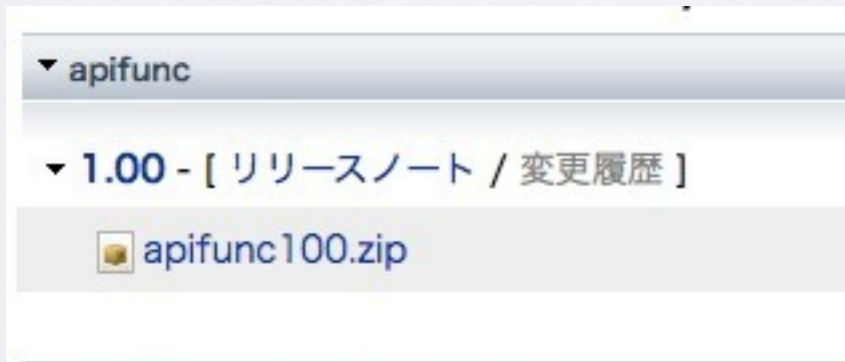 apifunc
1.00 - [ リリースノート / 変更履歴 ]
apifunc100.zip